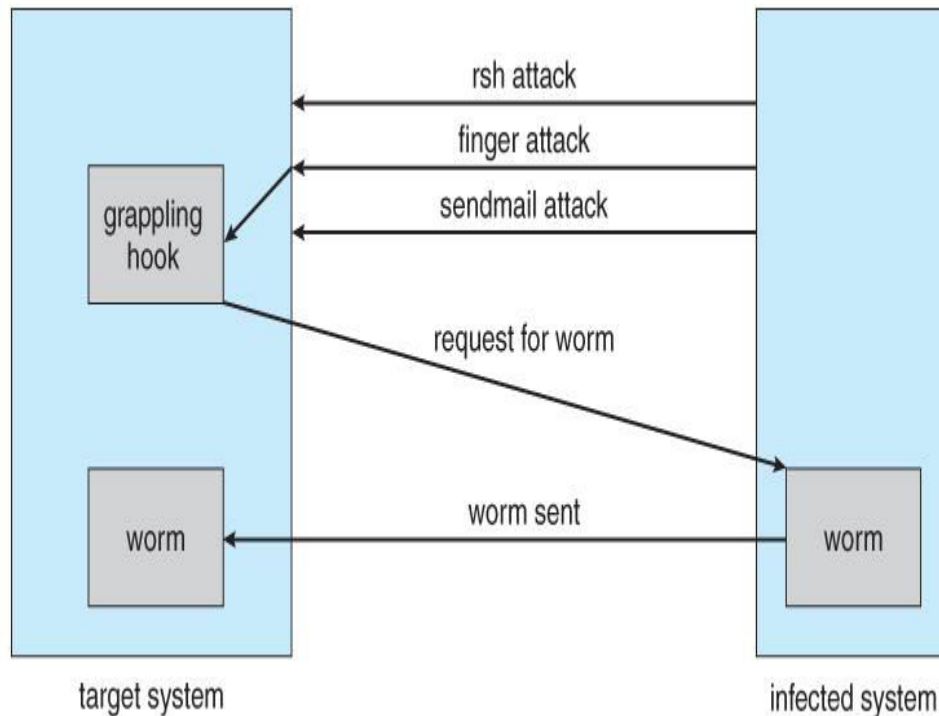 rsh attack
finger attack
grappling
hook
sendmail attack
request for worm
worm
worm sent
worm
target system
infected system